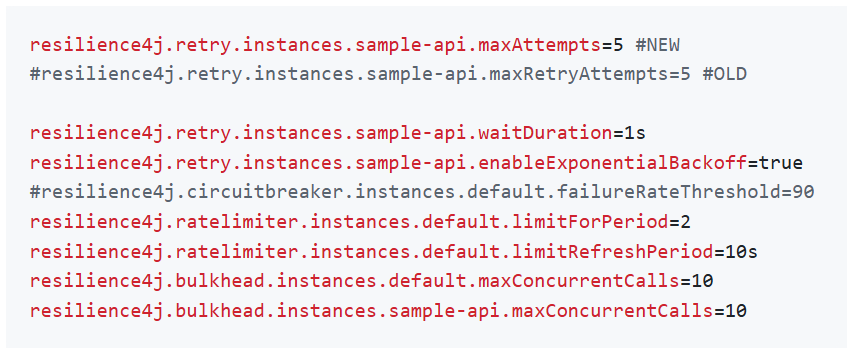 resilience4j.retry.instances.sample-api.maxAttempts=5 #NEW
#resilience4j.retry.instances.sample-api.maxRetryAttempts=5 #OLD
resilience4j.retry.instances.sample-api.waitDuration=1s
resilience4j.retry.instances.sample-api.enableExponentialBackoff=true
#resilience4j.circuitbreaker.instances.default.failureRateThreshold=90
resilience4j.ratelimiter.instances.default.limitForPeriod=2
resilience4j.ratelimiter.instances.default.limitRefreshPeriod=10s
resilience4j.bulkhead.instances.default.maxConcurrentCalls=10
resilience4j.bulkhead.instances.sample-api.maxConcurrentCalls=10